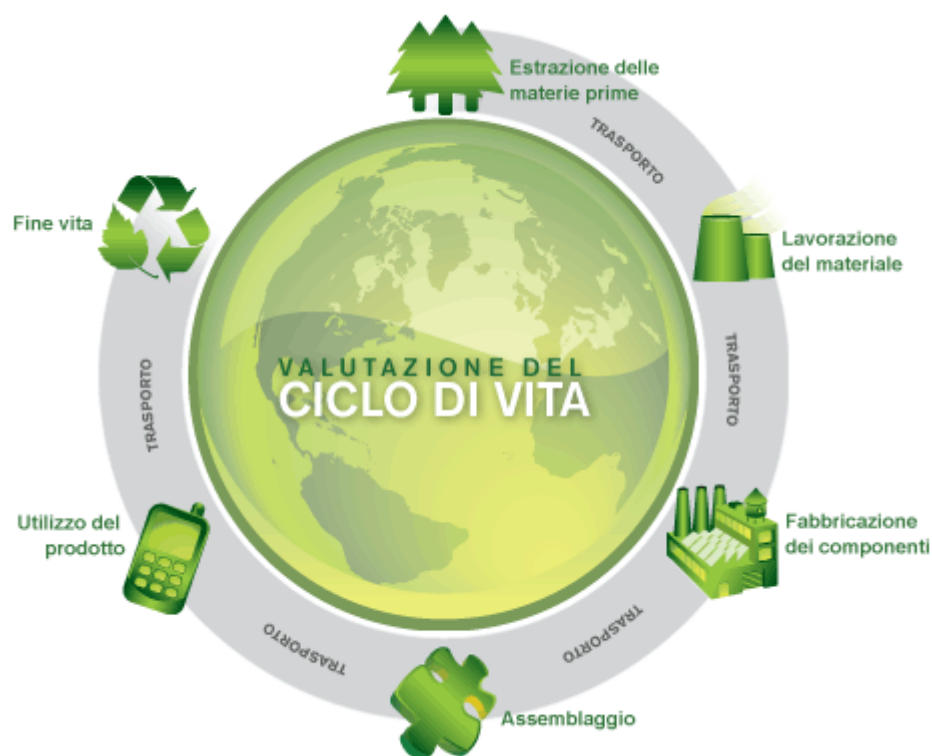 Estrazione delle
materie prime
TRASPORTO
Lavorazione
del materiale
TRASPORTO
Fabbricazione
dei componenti
TRASPORTO
Assemblaggio
TRASPORTO
Utilizzo del
prodotto
TRASPORTO
Fine vita
VALUTAZIONE DEL
CICLO DI VITA